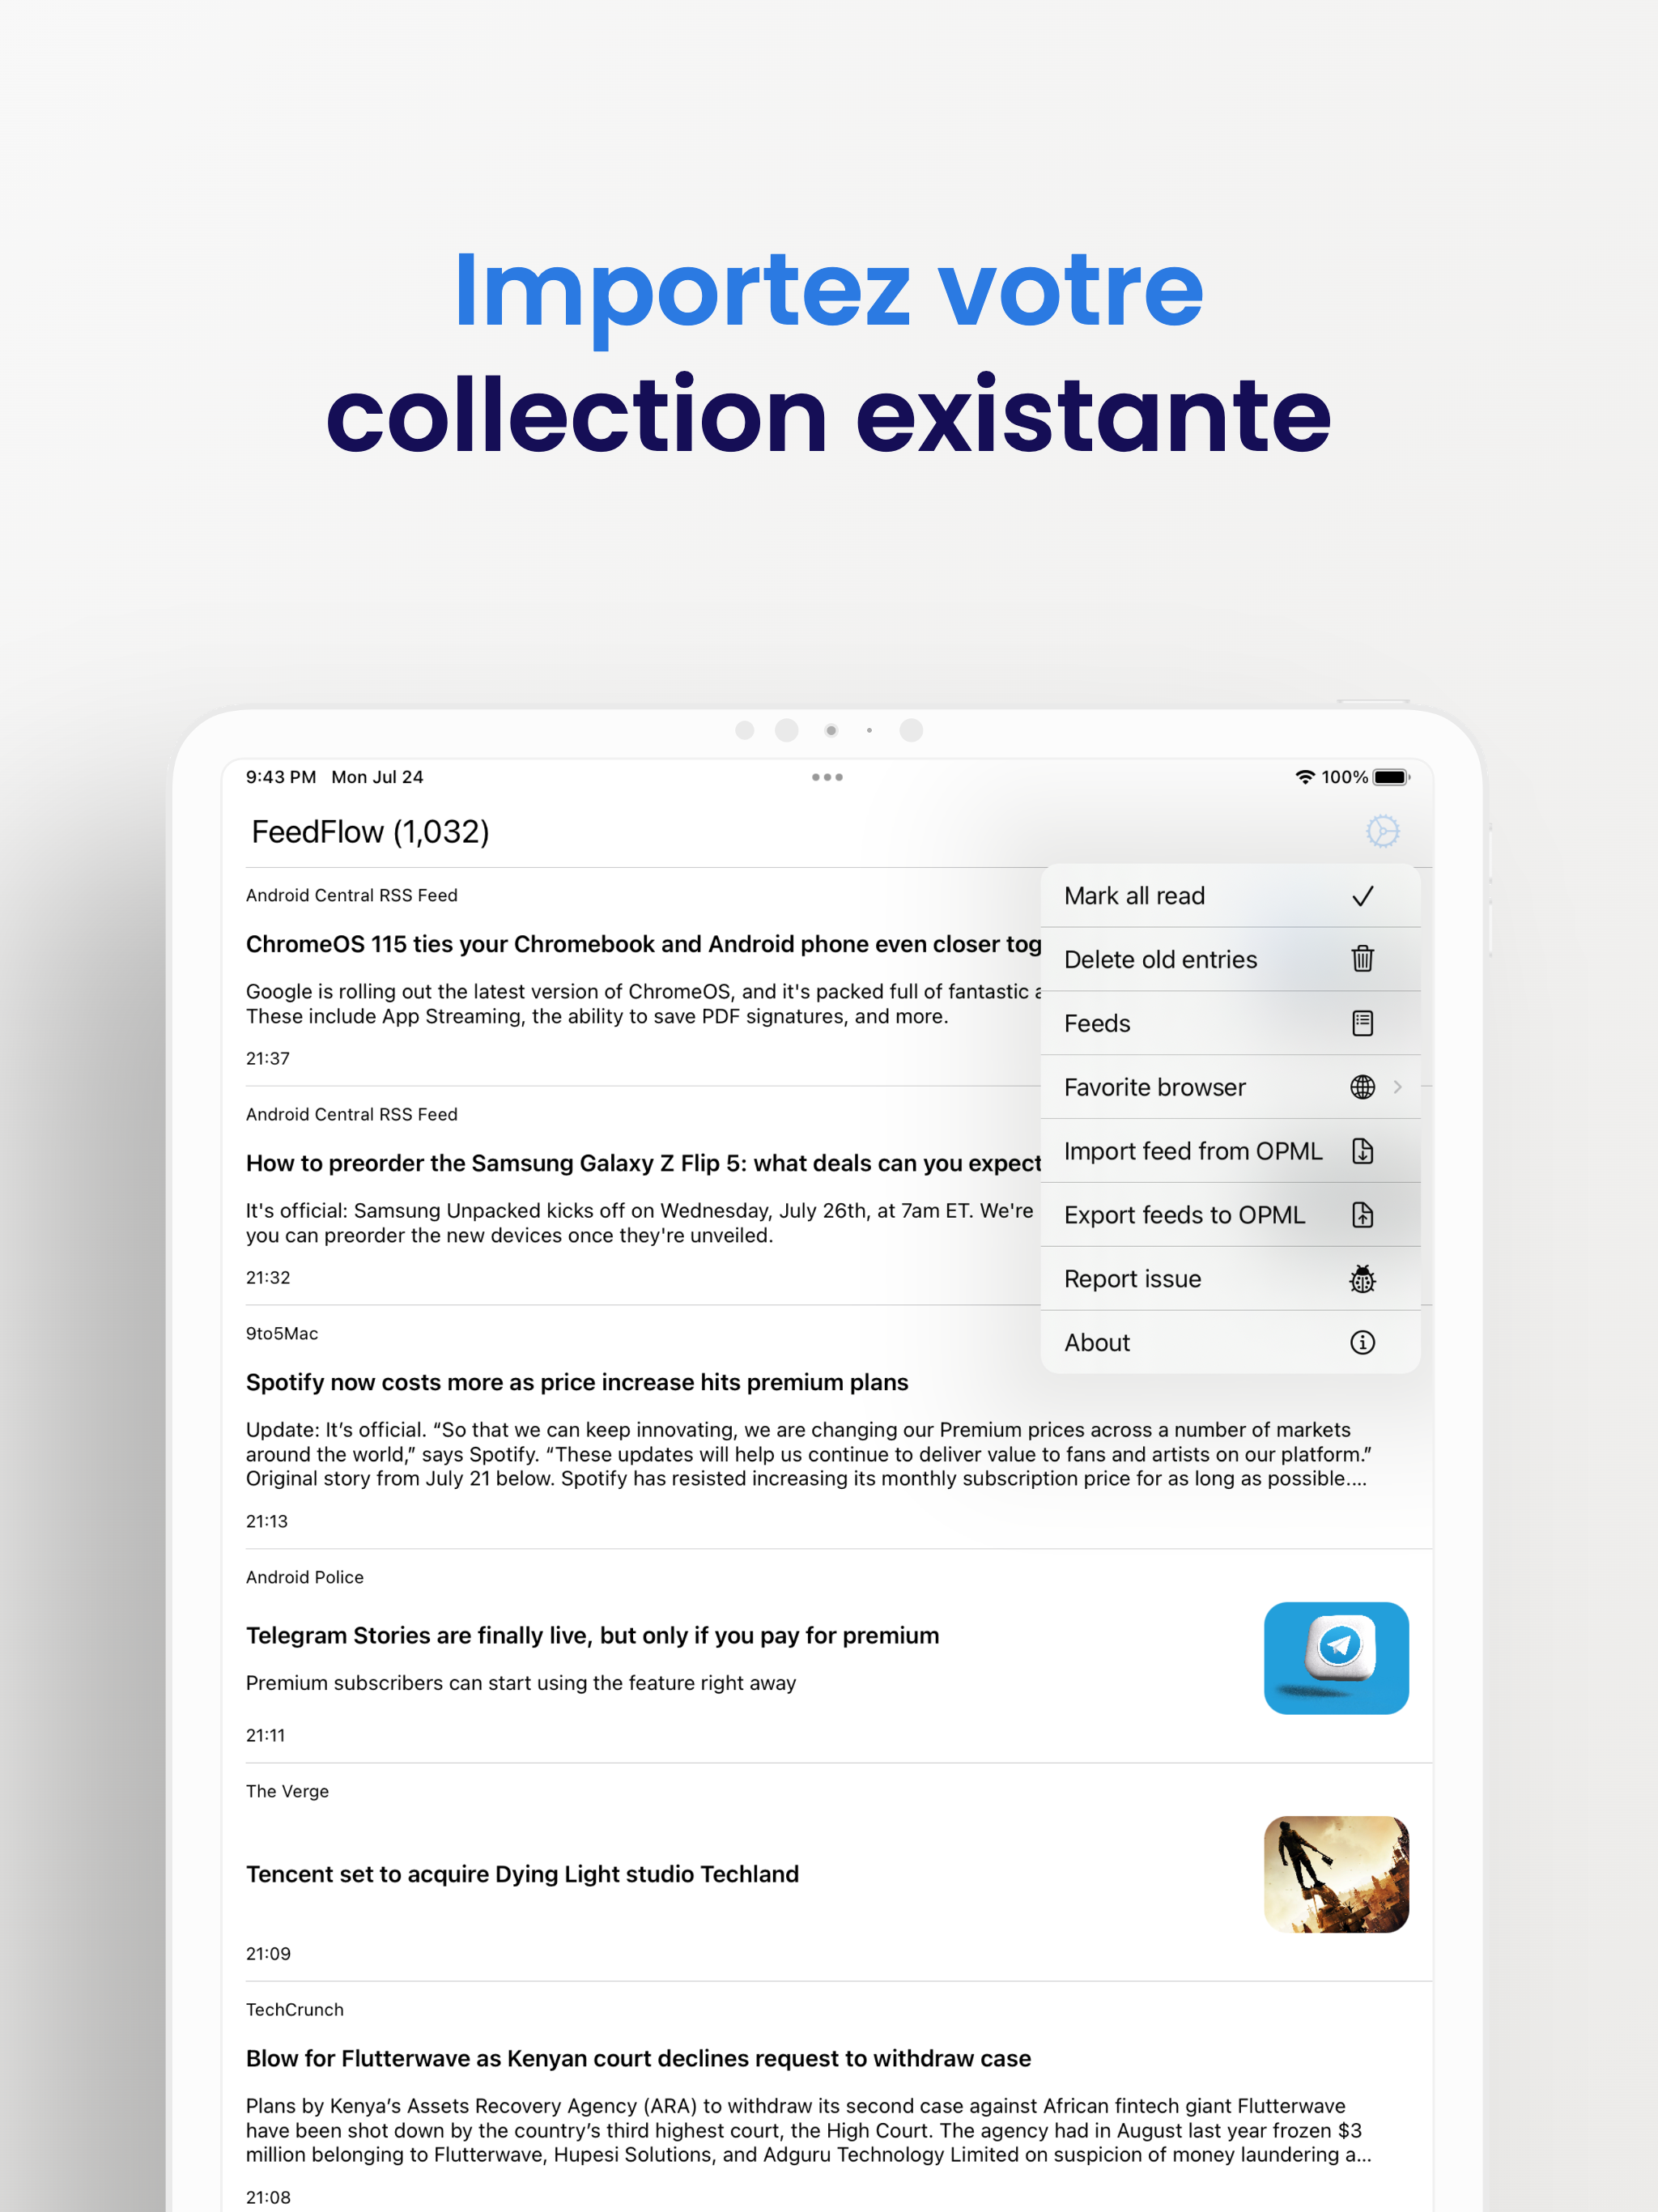 Importez votre
collection existante
9:43 PM Mon Jul 24
100%
FeedFlow (1,032)
Mark all read
Delete old entries
Feeds
Favorite browser
Import feed from OPML
Export feeds to OPML
Report issue
About
Android Central RSS Feed
ChromeOS 115 ties your Chromebook and Android phone even closer tog
Google is rolling out the latest version of ChromeOS, and it's packed full of fantastic a
These include App Streaming, the ability to save PDF signatures, and more.
21:37
Android Central RSS Feed
How to preorder the Samsung Galaxy Z Flip 5: what deals can you expect
It's official: Samsung Unpacked kicks off on Wednesday, July 26th, at 7am ET. We're
you can preorder the new devices once they're unveiled.
21:32
9to5Mac
Spotify now costs more as price increase hits premium plans
Update: It’s official. “So that we can keep innovating, we are changing our Premium prices across a number of markets
around the world,” says Spotify. “These updates will help us continue to deliver value to fans and artists on our platform.”
Original story from July 21 below. Spotify has resisted increasing its monthly subscription price for as long as possible....
21:13
Android Police
Telegram Stories are finally live, but only if you pay for premium
Premium subscribers can start using the feature right away
21:11
The Verge
Tencent set to acquire Dying Light studio Techland
21:09
TechCrunch
Blow for Flutterwave as Kenyan court declines request to withdraw case
Plans by Kenya’s Assets Recovery Agency (ARA) to withdraw its second case against African fintech giant Flutterwave
have been shot down by the country’s third highest court, the High Court. The agency had in August last year frozen $3
million belonging to Flutterwave, Hupesi Solutions, and Adguru Technology Limited on suspicion of money laundering a...
21:08